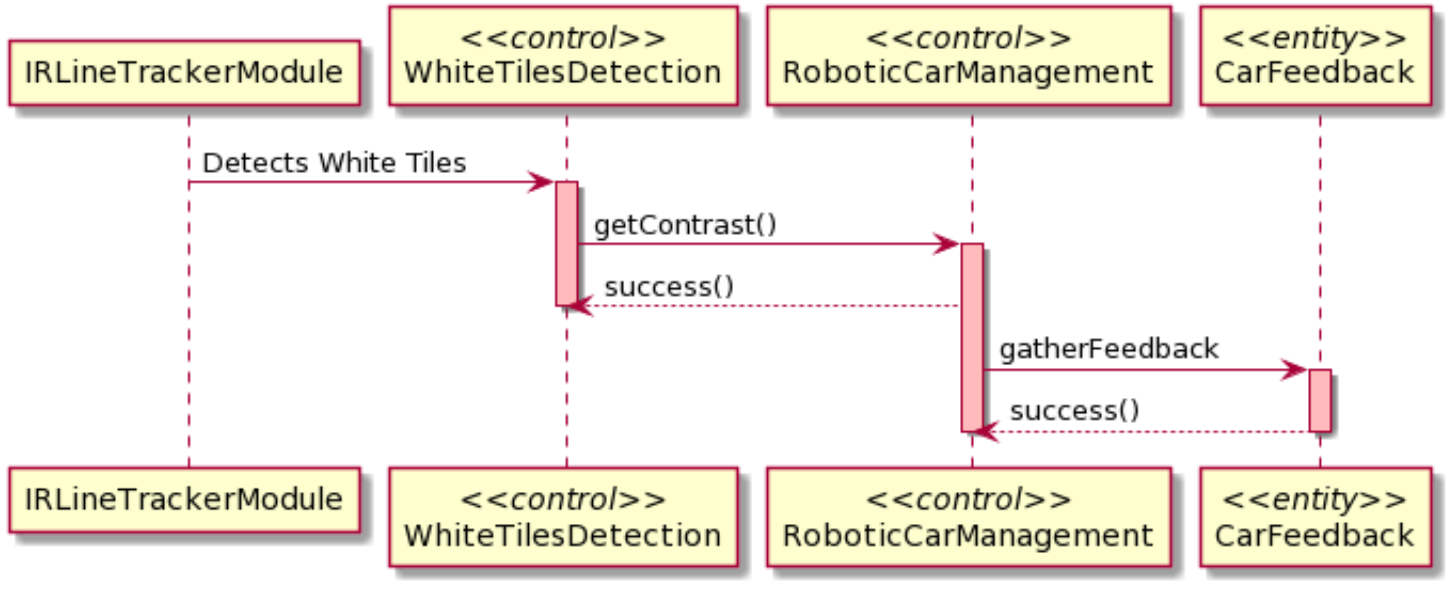 IRLineTrackerModule
<<control>>
WhiteTilesDetection
<<control>>
RoboticCarManagement
<<entity>>
CarFeedback
Detects White Tiles
getContrast()
success()
gatherFeedback
success()
IRLineTrackerModule
<<control>>
WhiteTilesDetection
<<control>>
RoboticCarManagement
<<entity>>
CarFeedback